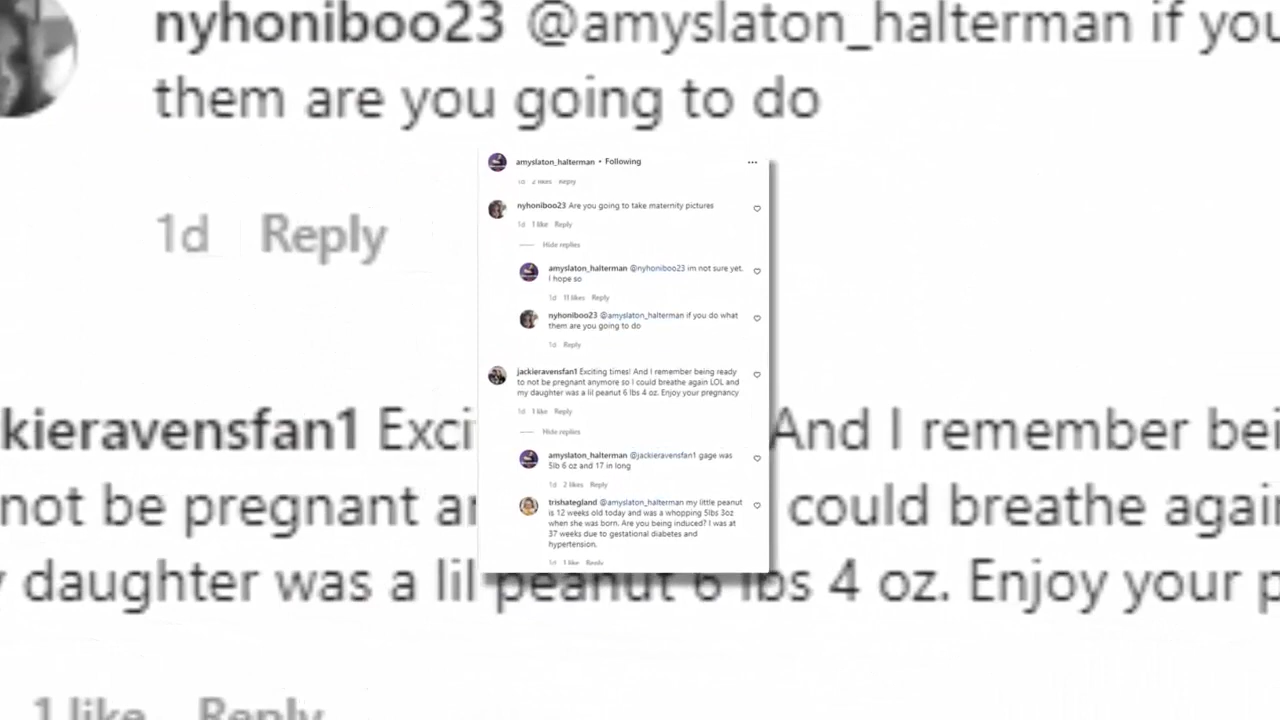 nyhoniboo23 @amyslaton_halterman if you
them are you going to do
1d Reply
kieravensfan1 Exci And I remember bei
not be pregnant a could breathe agai
daughter was a lil peanut 6 lbs 4 oz. Enjoy your p
1 like Reply
amyslaton_halterman • Following
1d 2 likes Reply
nyhoniboo23 Are you going to take maternity pictures
1d 1 like Reply
Hide replies
amyslaton_halterman @nyhoniboo23 im not sure yet.
I hope so
1d 11 likes Reply
nyhoniboo23 @amyslaton_halterman if you do what
them are you going to do
1d Reply
jackieravensfan1 Exciting times! And I remember being ready
to not be pregnant anymore so I could breathe again LOL and
my daughter was a lil peanut 6 lbs 4 oz. Enjoy your pregnancy
1d 1 like Reply
Hide replies
amyslaton_halterman @jackieravensfan1 gage was
5lb 6 oz and 17 in long
1d 2 likes Reply
trishategland @amyslaton_halterman my little peanut
is 12 weeks old today and was a whopping 5lbs 3oz
when she was born. Are you being induced? I was at
37 weeks due to gestational diabetes and
hypertension.
1d 1 like Reply